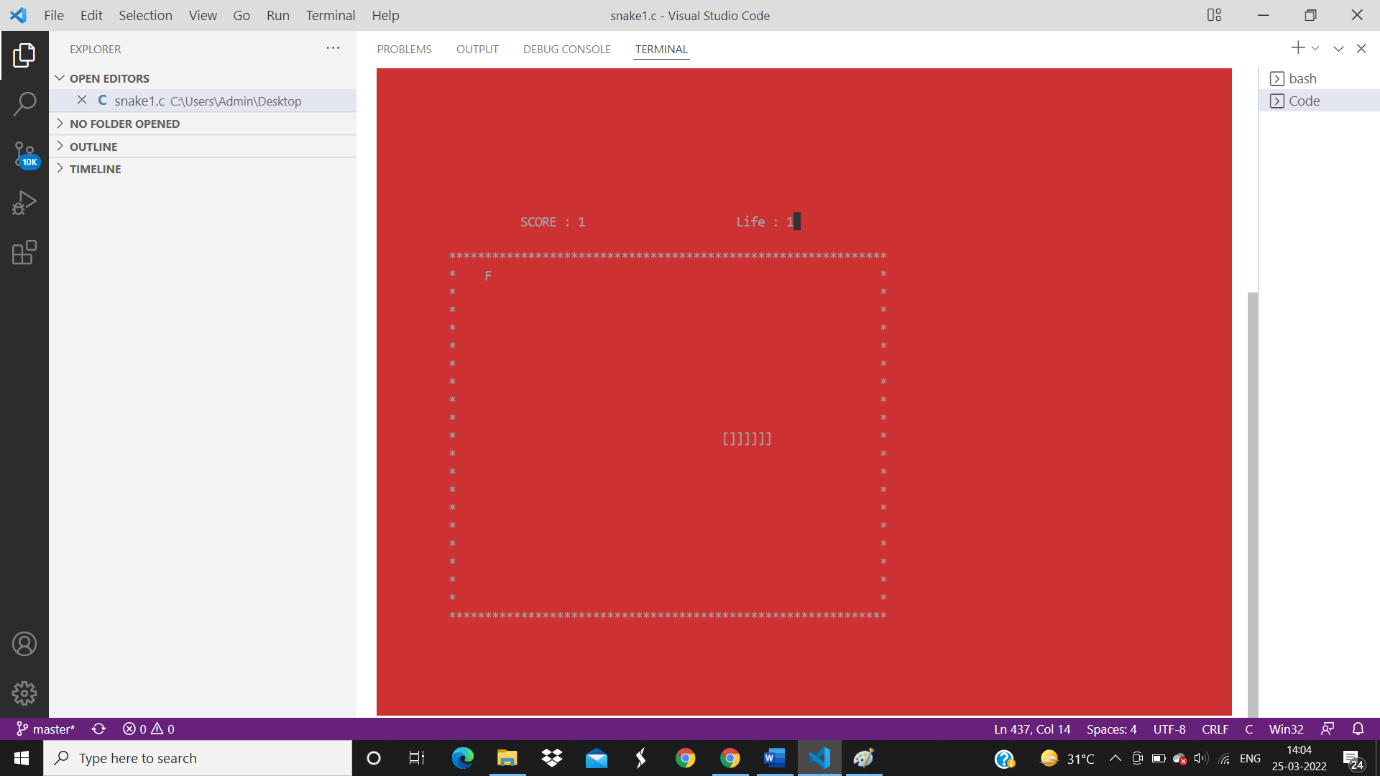 File Edit Selection View Go Run Terminal Help snake1.c - Visual Studio Code
EXPLORER ···
OPEN EDITORS
C snake1.c C:\Users\Admin\Desktop
NO FOLDER OPENED
OUTLINE
TIMELINE
10K
PROBLEMS OUTPUT DEBUG CONSOLE TERMINAL
bash
Code
SCORE : 1 Life : 1
*************************************************************
* F *
* *
* *
* *
* *
* *
* *
* *
* *
* []]]]]] *
* *
* *
* *
* *
* *
* *
* *
* *
* *
*************************************************************
master* 0 0 Ln 437, Col 14 Spaces: 4 UTF-8 CRLF C Win32
Type here to search 31°C ENG 14:04
25-03-2022 24